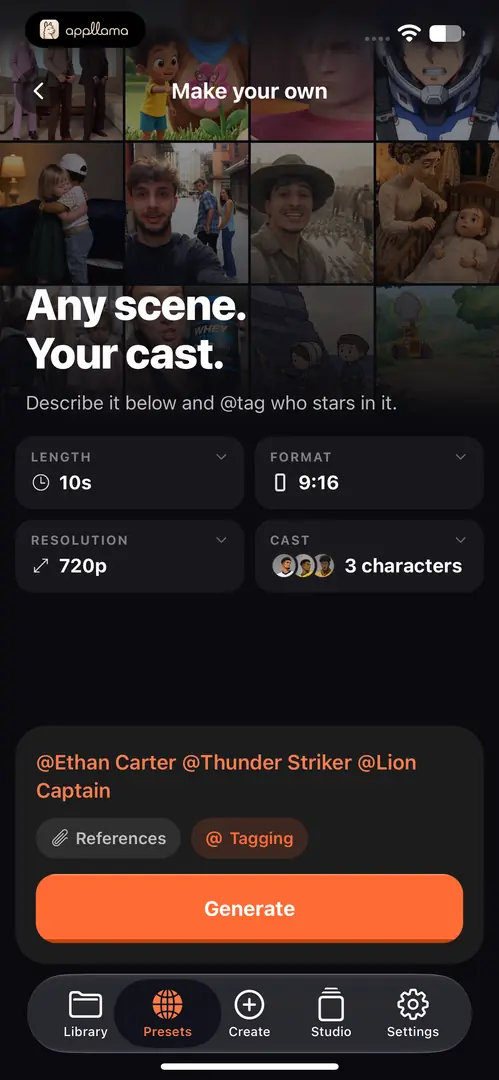 appllama
Make your own
WHEY
Any scene.
Your cast.
Describe it below and @tag who stars in it.
LENGTH
10s
FORMAT
9:16
RESOLUTION
720p
CAST
3 characters
@Ethan Carter @Thunder Striker @Lion
Captain
References
@ Tagging
Generate
Library
Presets
Create
Studio
Settings